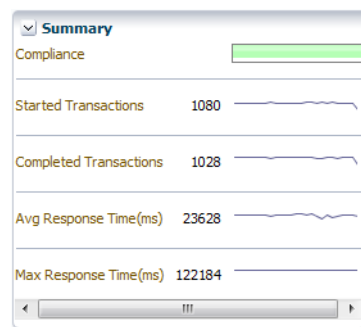 Summary
Compliance
Started Transactions 1080
Completed Transactions 1028
Avg Response Time(ms) 23628
Max Response Time(ms) 122184